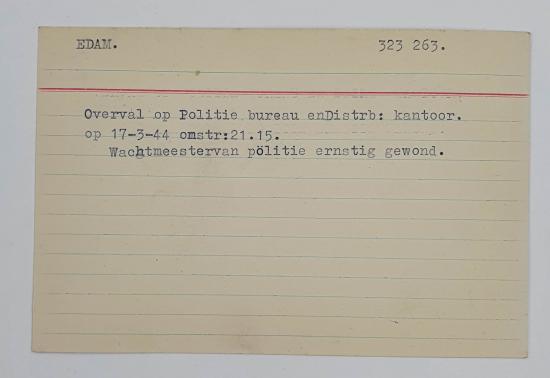 EDAM. 323 263.
Overval op Politie bureau enDistrb: kantoor.
op 17-3-44 omstr:21.15.
Wachtmeestervan pölitie ernstig gewond.